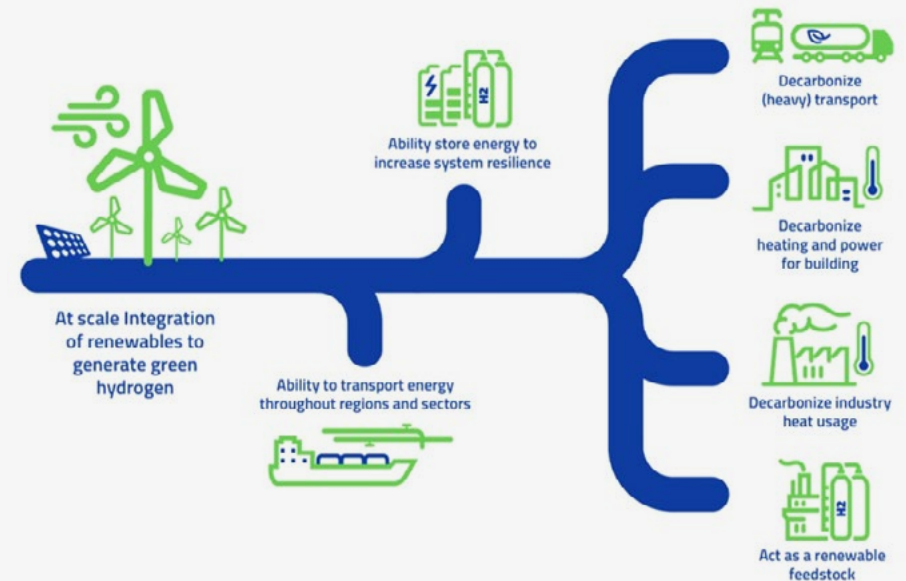 Decarbonize
(heavy) transport
H2
Ability store energy to
increase system resilience
Decarbonize
heating and power
for building
At scale Integration
of renewables to
generate green
hydrogen
Ability to transport energy
throughout regions and sectors
Decarbonize industry
heat usage
H2
Act as a renewable
feedstock